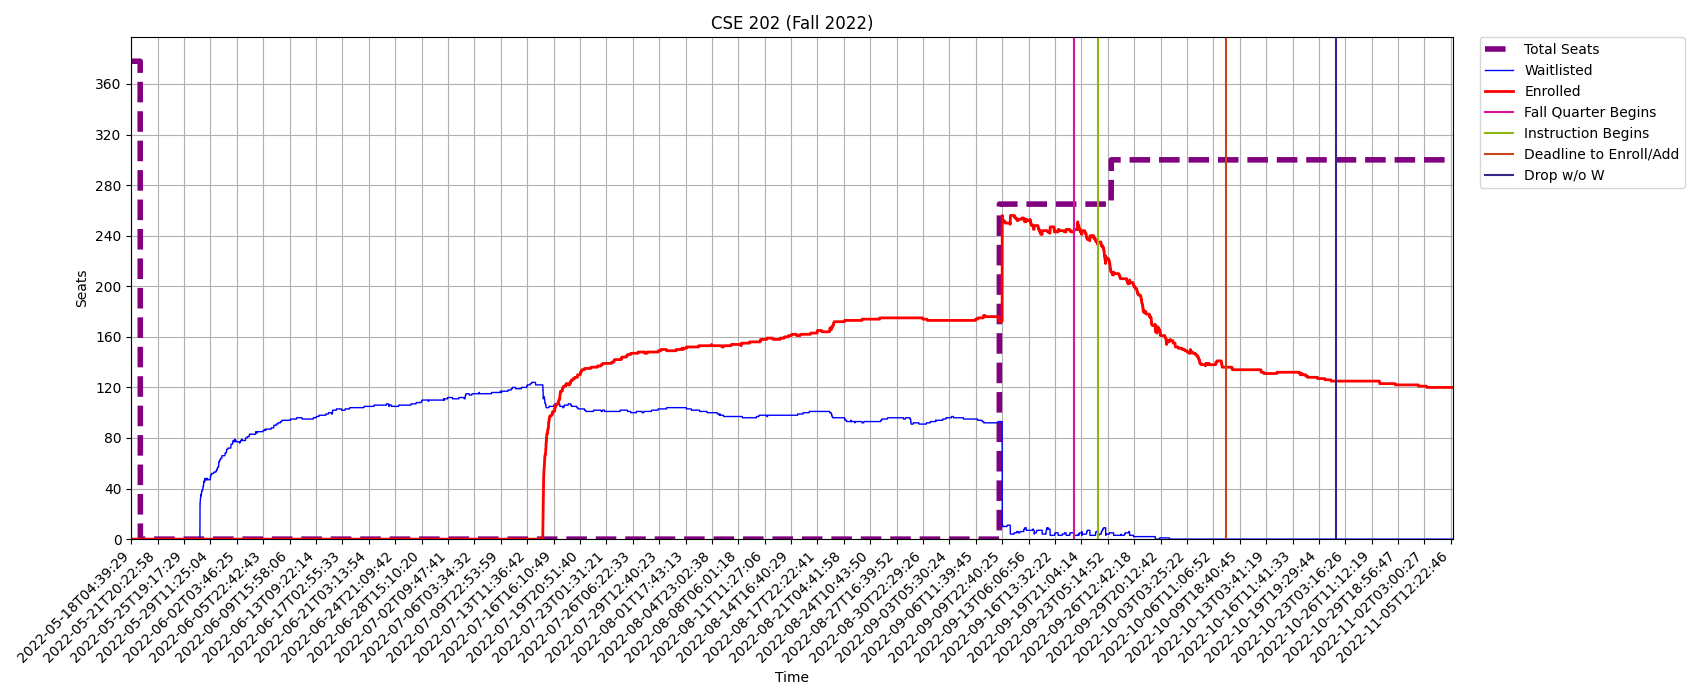 CSE 202 (Fall 2022)
Total Seats
Waitlisted
Enrolled
Fall Quarter Begins
Instruction Begins
Deadline to Enroll/Add
Drop w/o W
Seats
360
320
280
240
200
160
120
80
40
0
2022-05-18T04:39:29
2022-05-21T20:22:58
2022-05-25T19:17:29
2022-05-29T11:25:04
2022-06-02T03:46:25
2022-06-05T22:42:43
2022-06-09T15:58:06
2022-06-13T09:22:14
2022-06-17T02:55:33
2022-06-21T03:13:54
2022-06-24T21:09:42
2022-06-28T15:10:20
2022-07-02T09:47:41
2022-07-06T03:34:32
2022-07-09T22:53:59
2022-07-13T11:36:42
2022-07-16T16:10:49
2022-07-19T20:51:40
2022-07-23T01:31:21
2022-07-26T06:22:33
2022-07-29T12:40:23
2022-08-01T17:43:13
2022-08-04T23:02:38
2022-08-08T06:01:18
2022-08-11T11:27:06
2022-08-14T16:40:29
2022-08-17T22:22:41
2022-08-21T04:41:58
2022-08-24T10:43:50
2022-08-27T16:39:52
2022-08-30T22:29:26
2022-09-03T05:30:24
2022-09-06T11:39:45
2022-09-09T22:40:25
2022-09-13T06:06:56
2022-09-16T13:32:22
2022-09-19T21:04:14
2022-09-23T05:14:52
2022-09-26T12:42:18
2022-09-29T20:12:42
2022-10-03T03:25:22
2022-10-06T11:06:52
2022-10-09T18:40:45
2022-10-13T03:41:19
2022-10-16T11:41:33
2022-10-19T19:29:44
2022-10-23T03:16:26
2022-10-26T11:12:19
2022-10-29T18:56:47
2022-11-02T03:00:27
2022-11-05T12:22:46
Time